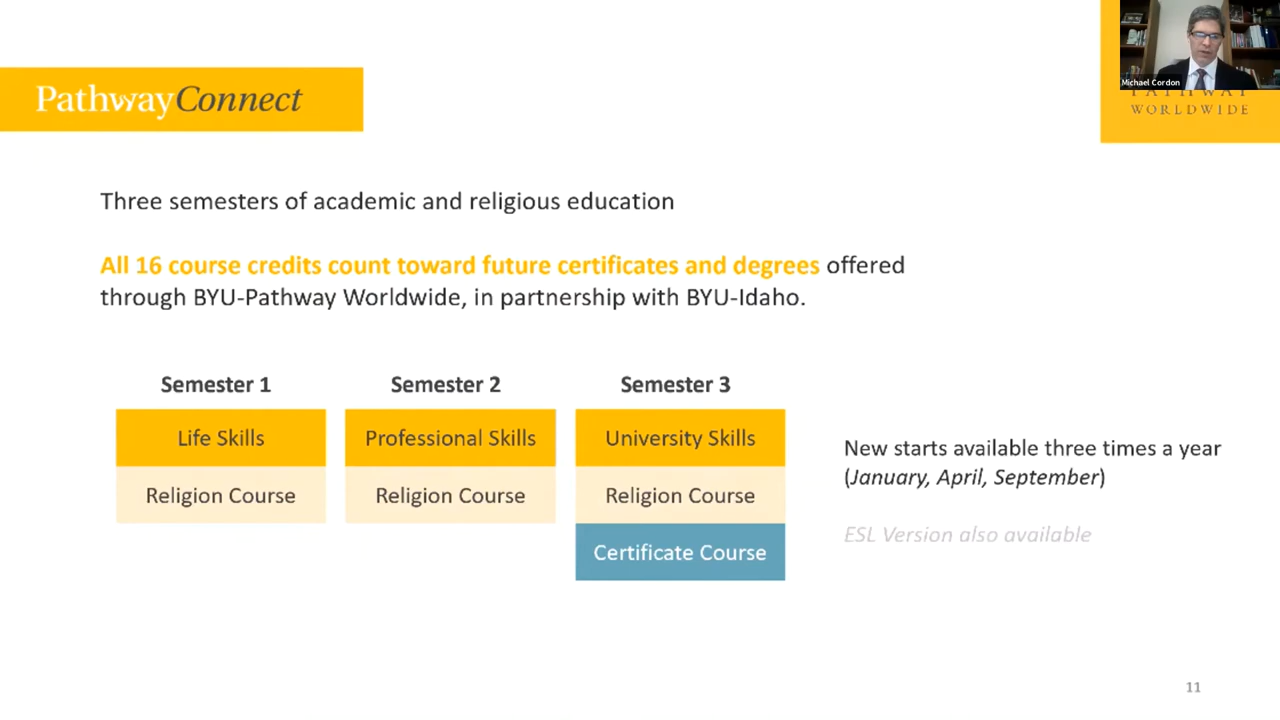 Michael Cordon
PathwayConnect
PATHWAY
WORLDWIDE
Three semesters of academic and religious education
All 16 course credits count toward future certificates and degrees offered
through BYU-Pathway Worldwide, in partnership with BYU-Idaho.
Semester 1
Semester 2
Semester 3
Life Skills
Professional Skills
University Skills
Religion Course
Religion Course
Religion Course
Certificate Course
New starts available three times a year
(January, April, September)
ESL Version also available
11